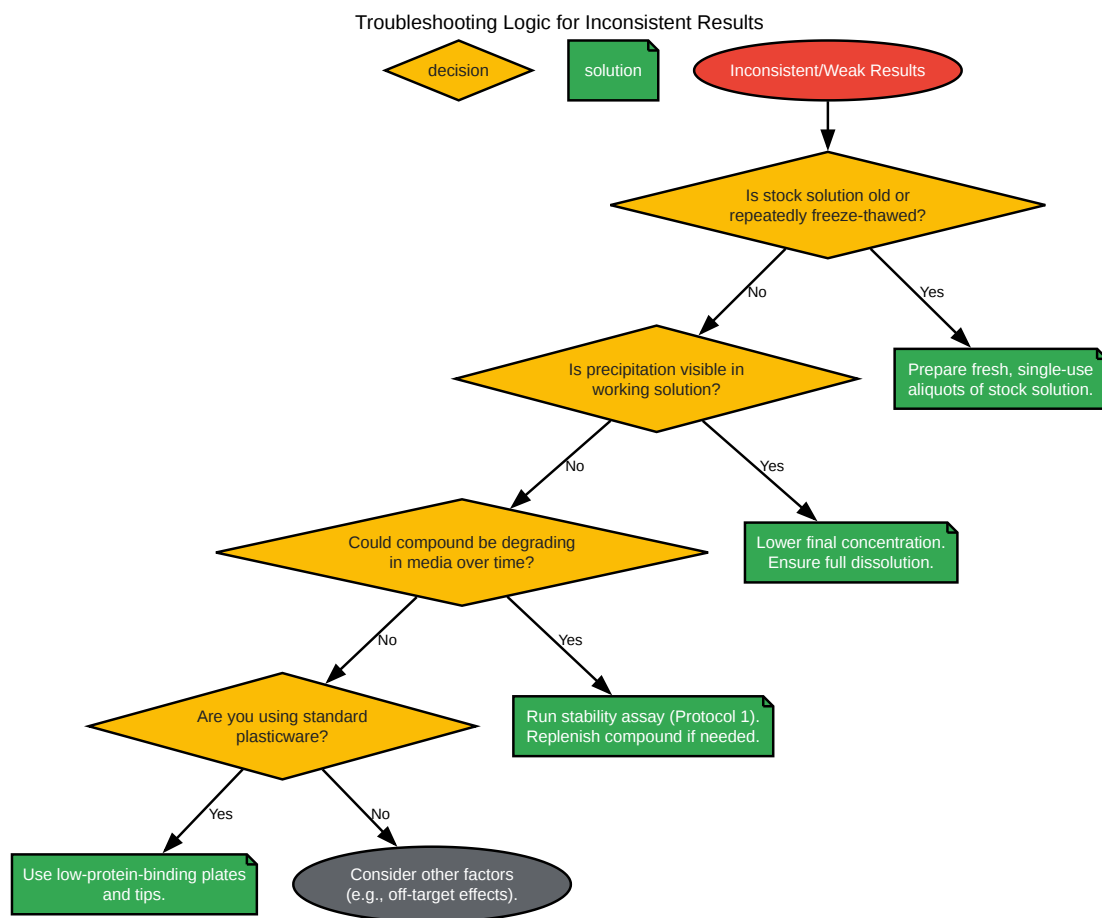 Troubleshooting Logic for Inconsistent Results
decision
solution
Inconsistent/Weak Results
Is stock solution old or
repeatedly freeze-thawed?
No
Yes
Is precipitation visible in
working solution?
Prepare fresh, single-use
aliquots of stock solution.
No
Yes
Could compound be degrading
in media over time?
Lower final concentration.
Ensure full dissolution.
No
Yes
Are you using standard
plasticware?
Run stability assay (Protocol 1).
Replenish compound if needed.
Yes
No
Use low-protein-binding plates
and tips.
Consider other factors
(e.g., off-target effects).